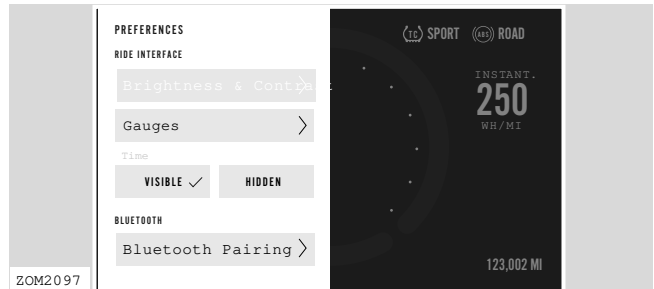 PREFERENCES
RIDE INTERFACE
Brightness & Contrast
Gauges
Time
VISIBLE
HIDDEN
BLUETOOTH
Bluetooth Pairing
TC SPORT
ABS ROAD
INSTANT.
250
WH/MI
123,002 MI
ZOM2097